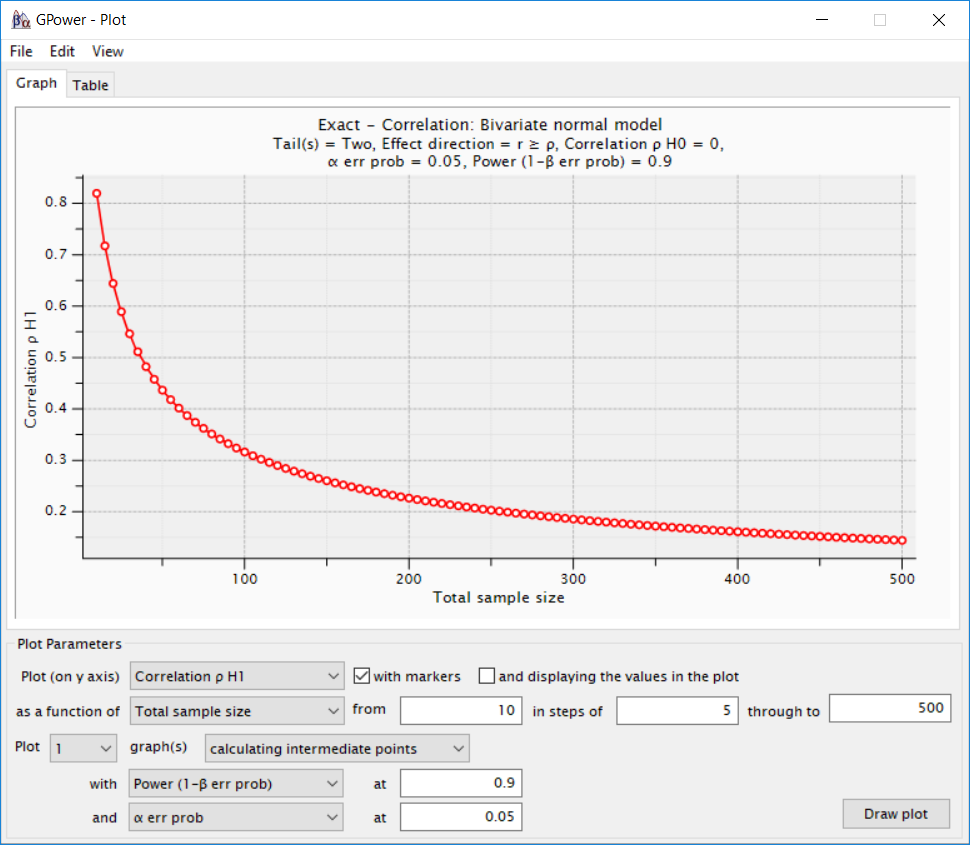 GPower - Plot
File Edit View
Graph Table
Exact – Correlation: Bivariate normal model
Tail(s) = Two, Effect direction = r ≥ ρ, Correlation ρ H0 = 0,
α err prob = 0.05, Power (1-β err prob) = 0.9
Correlation ρ H1
0.8
0.7
0.6
0.5
0.4
0.3
0.2
100 200 300 400 500
Total sample size
Plot Parameters
Plot (on y axis) Correlation ρ H1 with markers and displaying the values in the plot
as a function of Total sample size from 10 in steps of 5 through to 500
Plot 1 graph(s) calculating intermediate points
with Power (1-β err prob) at 0.9
and α err prob at 0.05
Draw plot